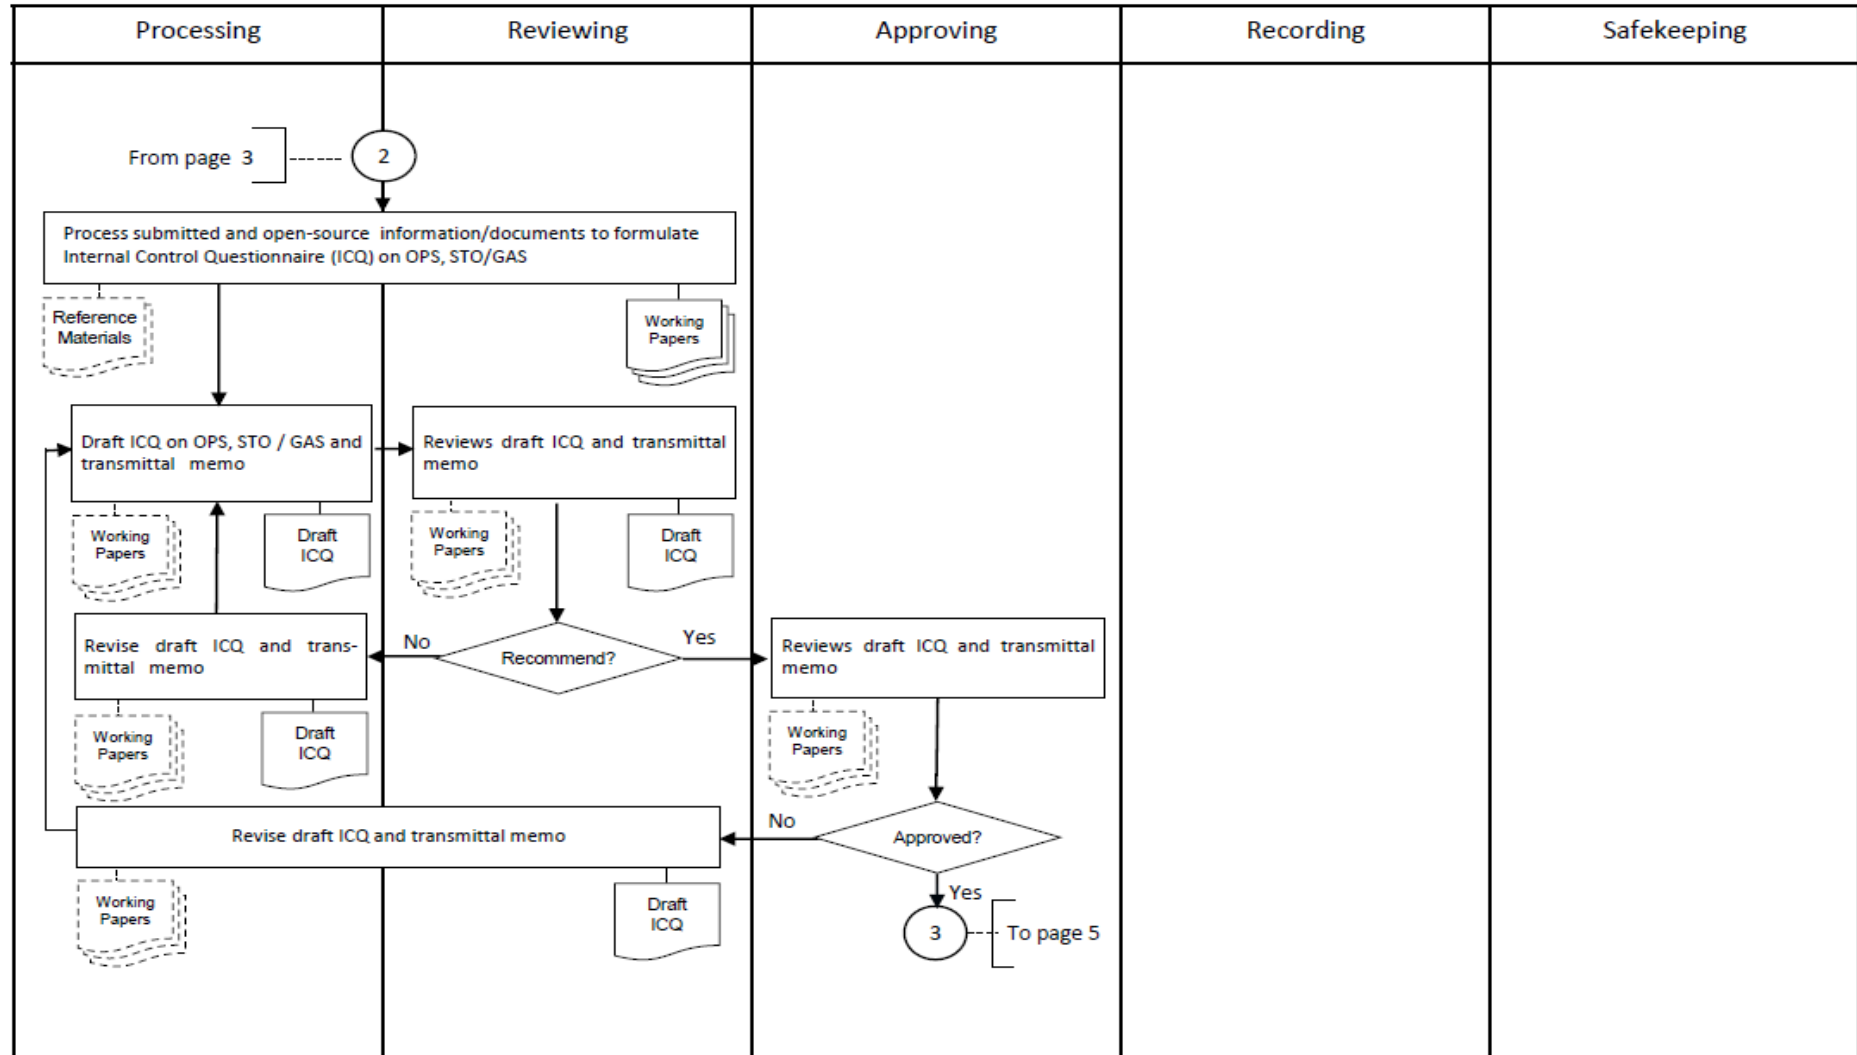 Processing
Reviewing
Approving
Recording
Safekeeping
From page 3
2
Process submitted and open-source information/documents to formulate
Internal Control Questionnaire (ICQ) on OPS, STO/GAS
Reference
Materials
Working
Papers
Draft ICQ on OPS, STO / GAS and
transmittal memo
Reviews draft ICQ and transmittal
memo
Working
Papers
Draft
ICQ
Working
Papers
Draft
ICQ
Revise draft ICQ and trans-
mittal memo
No
Recommend?
Yes
Reviews draft ICQ and transmittal
memo
Working
Papers
Draft
ICQ
Working
Papers
Revise draft ICQ and transmittal memo
No
Approved?
Yes
Working
Papers
Draft
ICQ
3
To page 5